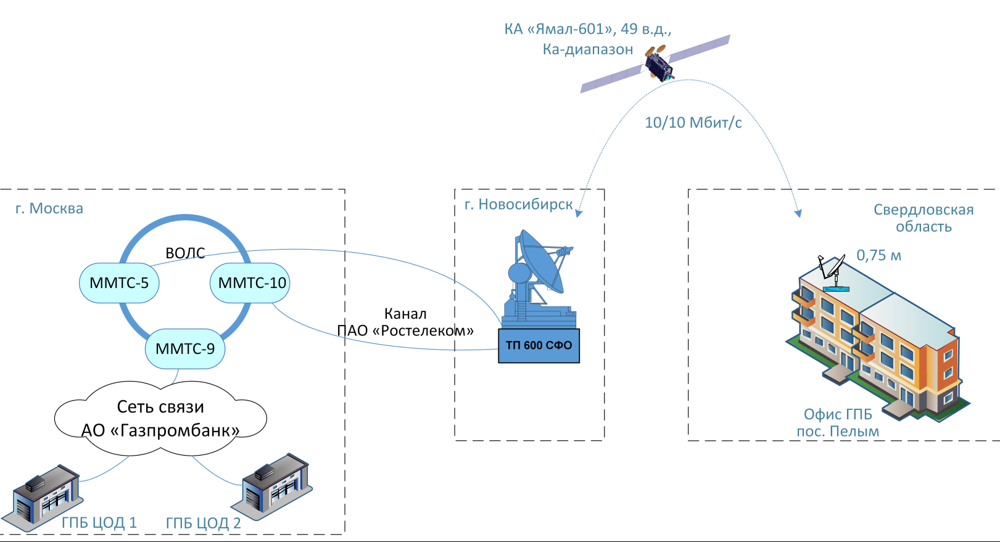 КА «Ямал-601», 49 в.д.,
Ка-диапазон
10/10 Мбит/с
г. Москва
ВОЛС
ММТС-5
ММТС-10
ММТС-9
Сеть связи
АО «Газпромбанк»
ГПБ ЦОД 1
ГПБ ЦОД 2
Канал
ПАО «Ростелеком»
г. Новосибирск
ТП 600 СФО
Свердловская
область
0,75 м
Офис ГПБ
пос. Пелым